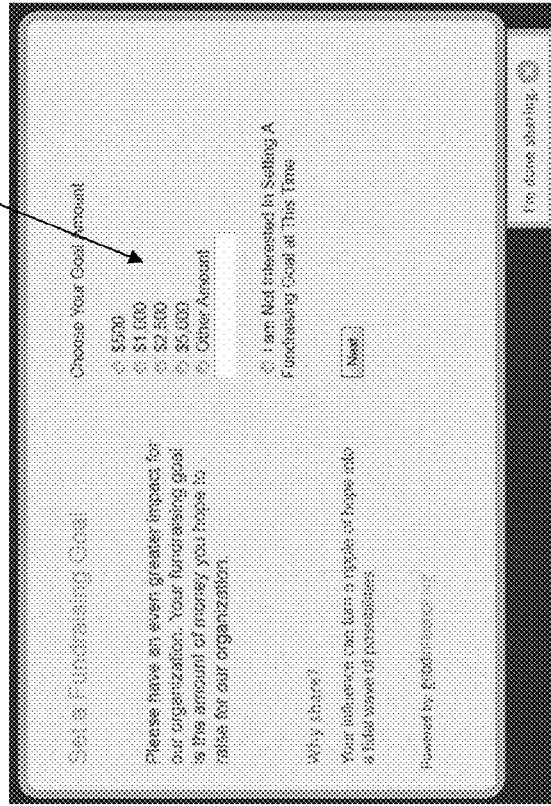 Set a Fundraising Goal
Please have an even greater impact for
our organization. Your fundraising goal
is the amount of money you hope to
raise for our organization.
Why share?
Your influence can turn a ripple of hope into
a tidal wave of possibilities
Powered by
Choose Your Goal Amount
$500
$1,000
$2,500
$5,000
Other Amount
I am Not Interested In Setting A
Fundraising Goal at This Time
Next
I'm done sharing.